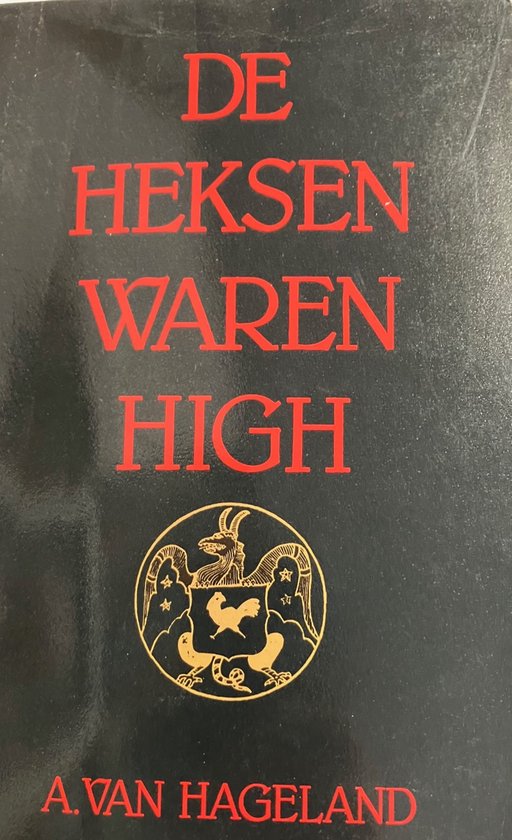 DE
HEKSEN
WAREN
HIGH
A. VAN HAGELAND